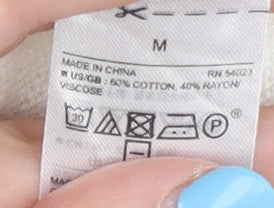 M
MADE IN CHINA RN 54023
US/GB : 60% COTTON, 40% RAYON/
VISCOSE
30 P